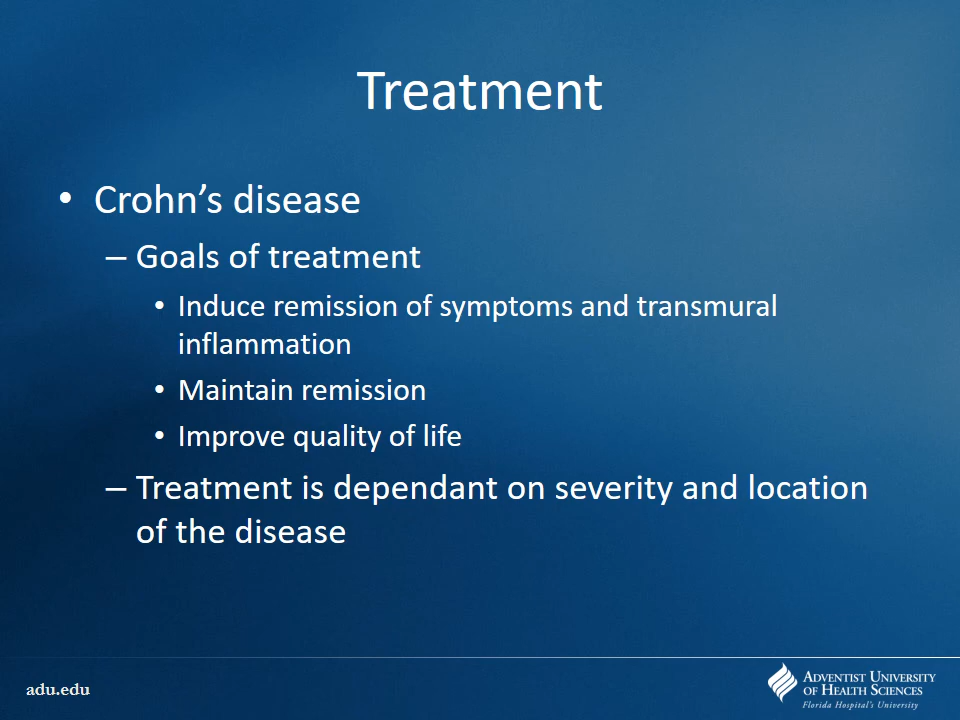 Treatment
• Crohn’s disease
– Goals of treatment
• Induce remission of symptoms and transmural
inflammation
• Maintain remission
• Improve quality of life
– Treatment is dependant on severity and location
of the disease
adu.edu
ADVENTIST UNIVERSITY
OF HEALTH SCIENCES
Florida Hospital's University